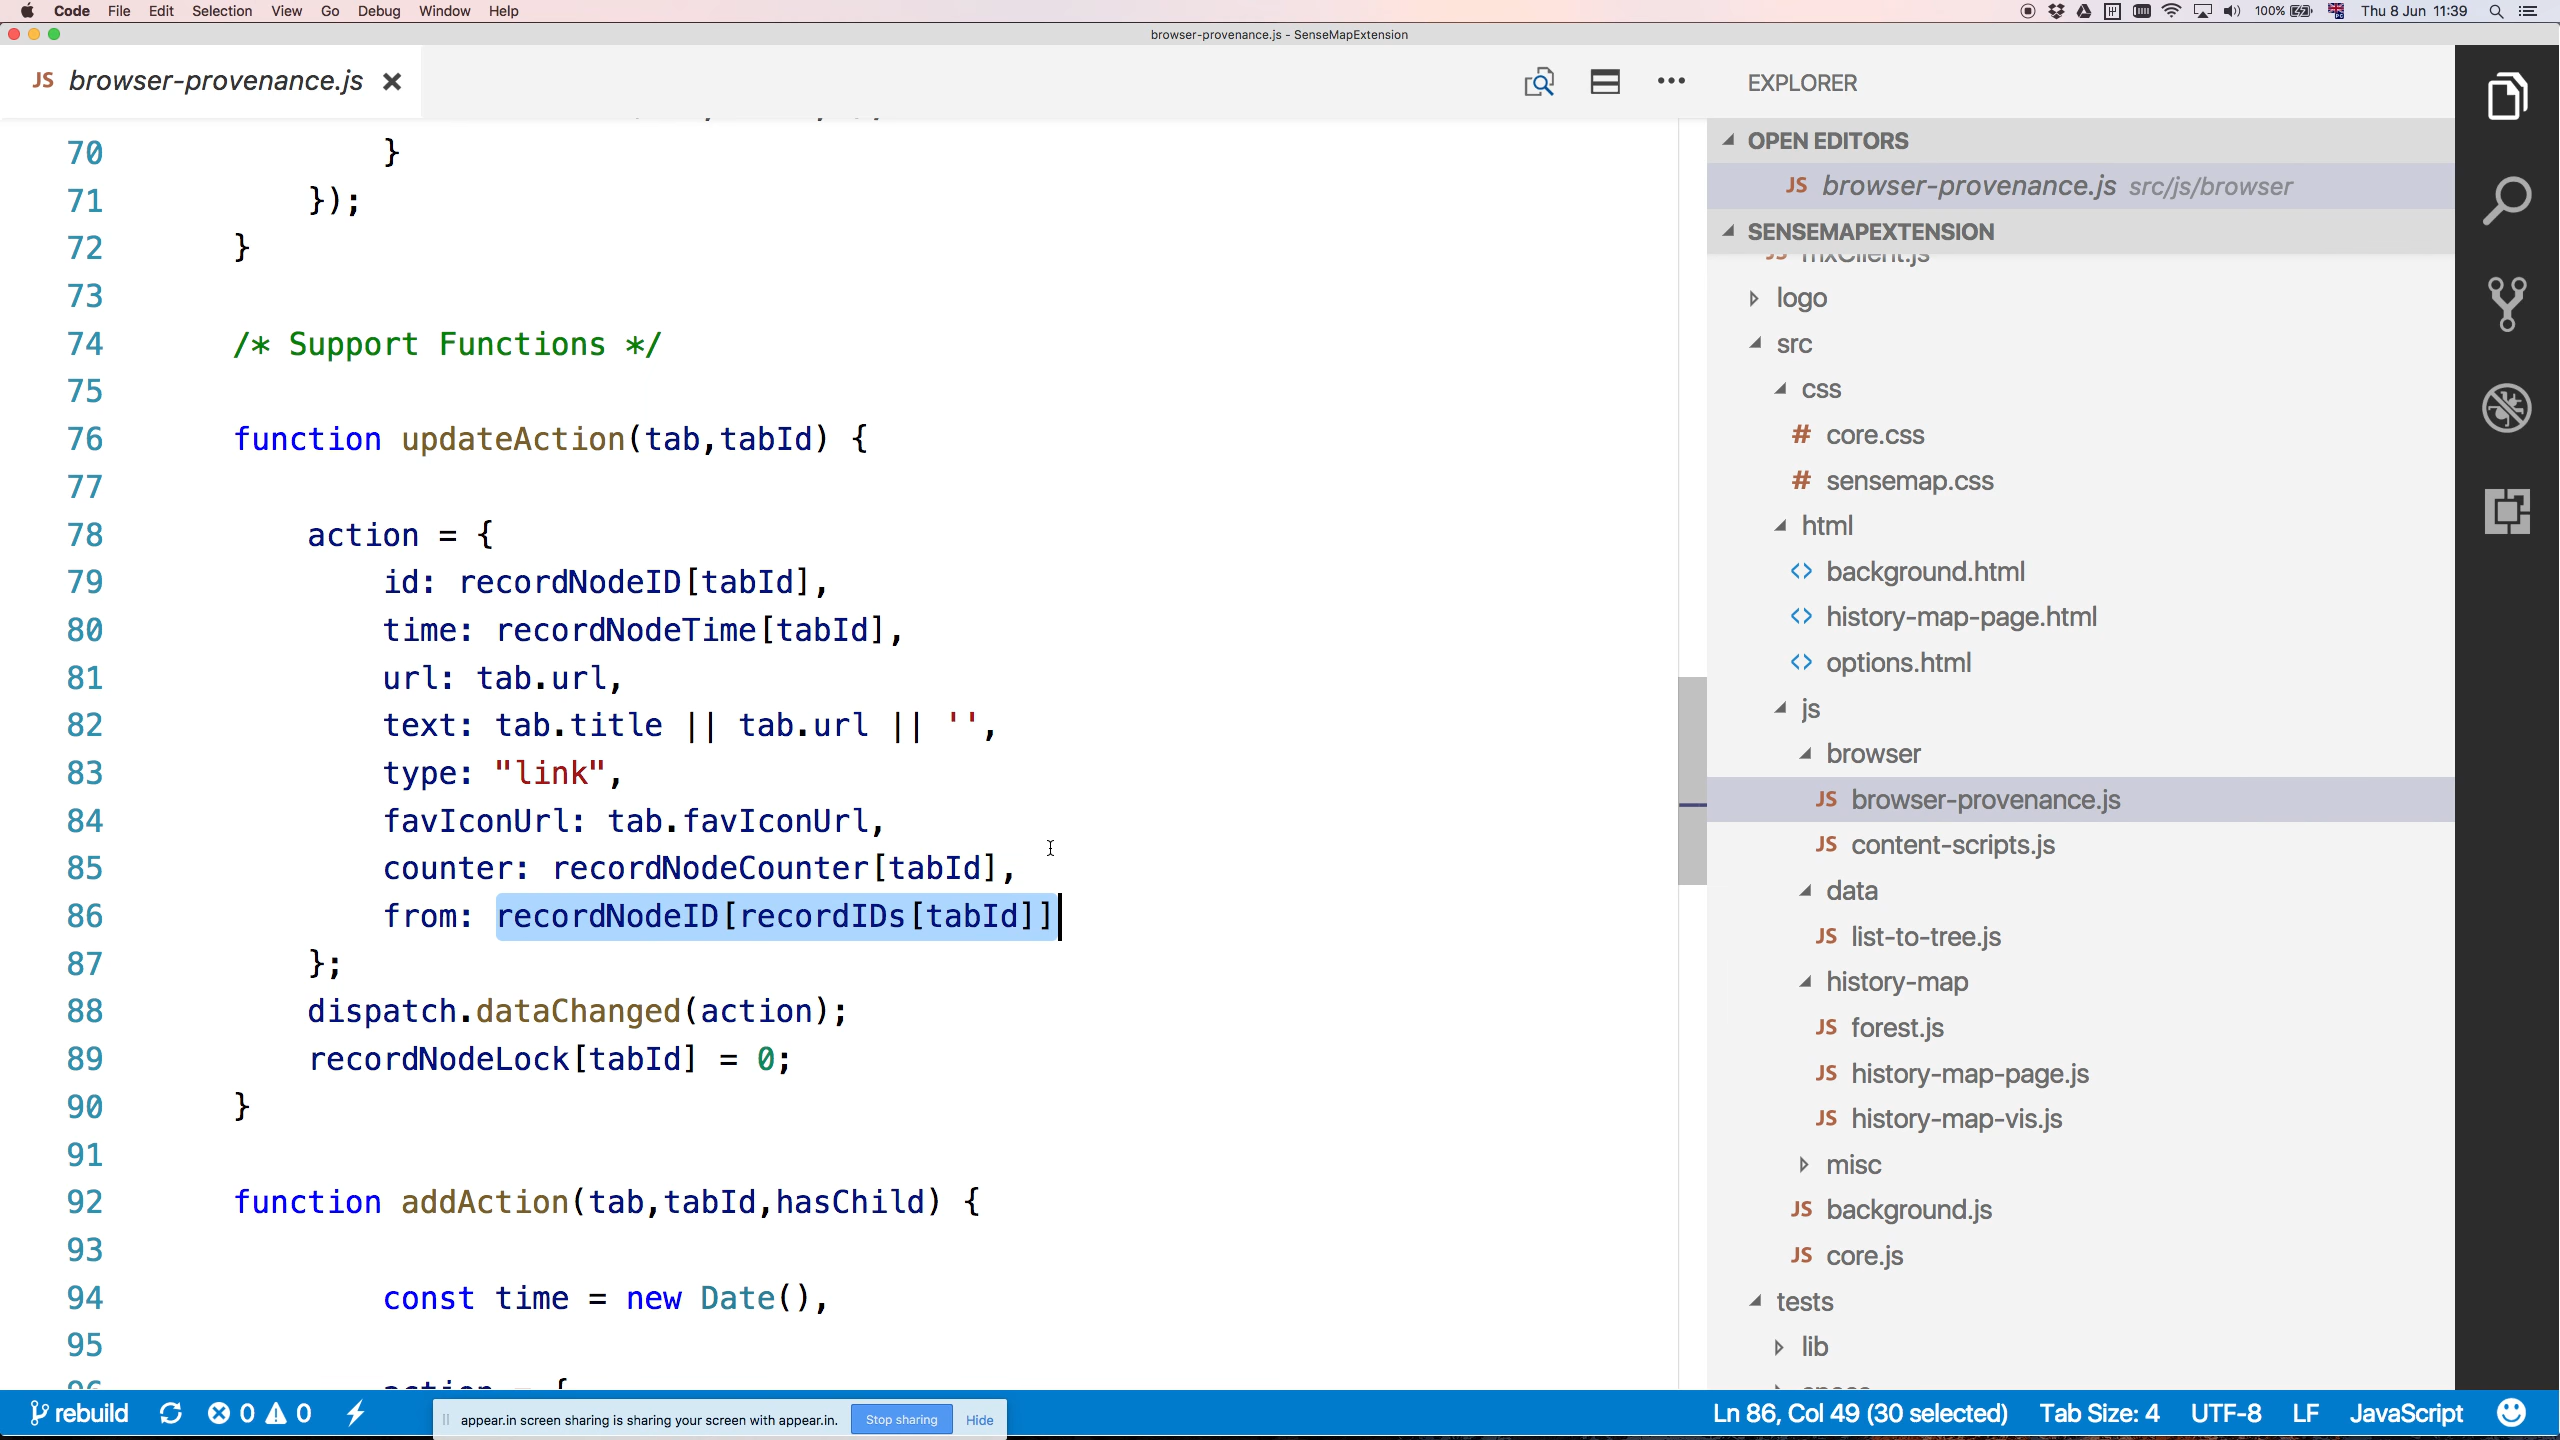 Code File Edit Selection View Go Debug Window Help
100% Thu 8 Jun 11:39
browser-provenance.js - SenseMapExtension
JS browser-provenance.js
70 }
71 });
72 }
73
74 /* Support Functions */
75
76 function updateAction(tab,tabId) {
77
78 action = {
79 id: recordNodeID[tabId],
80 time: recordNodeTime[tabId],
81 url: tab.url,
82 text: tab.title || tab.url || '',
83 type: "link",
84 favIconUrl: tab.favIconUrl,
85 counter: recordNodeCounter[tabId],
86 from: recordNodeID[recordIDs[tabId]]
87 };
88 dispatch.dataChanged(action);
89 recordNodeLock[tabId] = 0;
90 }
91
92 function addAction(tab,tabId,hasChild) {
93
94 const time = new Date(),
95
96 action = {
EXPLORER
OPEN EDITORS
JS browser-provenance.js src/js/browser
SENSEMAPEXTENSION
JS mxClient.js
logo
src
css
# core.css
# sensemap.css
html
<> background.html
<> history-map-page.html
<> options.html
js
browser
JS browser-provenance.js
JS content-scripts.js
data
JS list-to-tree.js
history-map
JS forest.js
JS history-map-page.js
JS history-map-vis.js
misc
JS background.js
JS core.js
tests
lib
rebuild 0 0
appear.in screen sharing is sharing your screen with appear.in. Stop sharing Hide
Ln 86, Col 49 (30 selected) Tab Size: 4 UTF-8 LF JavaScript